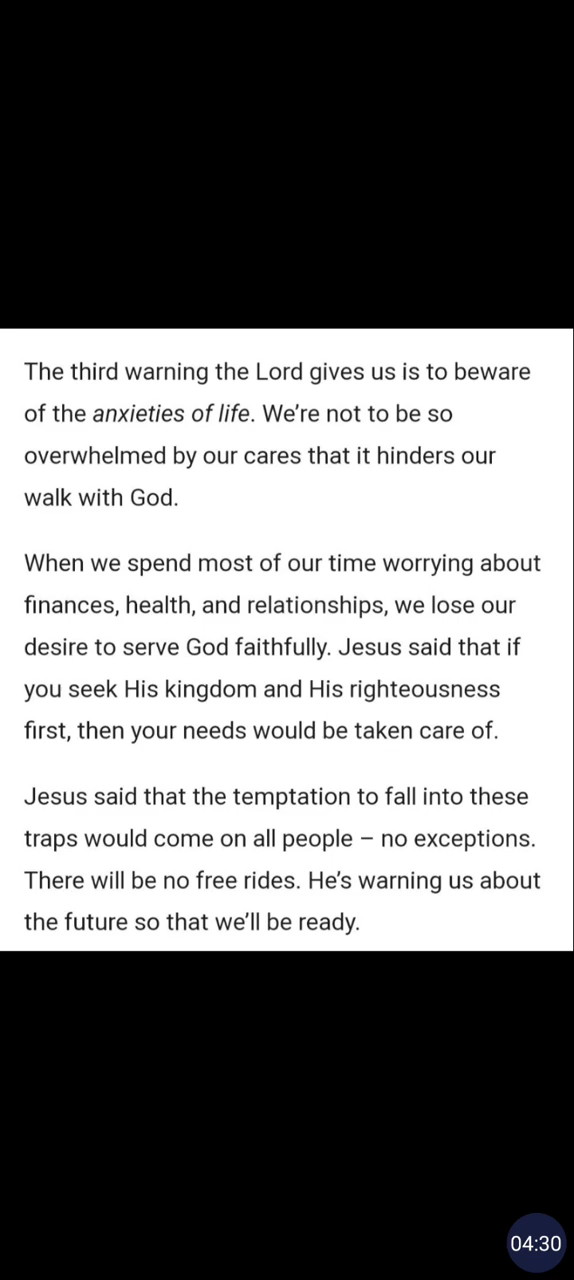 The third warning the Lord gives us is to beware
of the anxieties of life. We’re not to be so
overwhelmed by our cares that it hinders our
walk with God.
When we spend most of our time worrying about
finances, health, and relationships, we lose our
desire to serve God faithfully. Jesus said that if
you seek His kingdom and His righteousness
first, then your needs would be taken care of.
Jesus said that the temptation to fall into these
traps would come on all people – no exceptions.
There will be no free rides. He’s warning us about
the future so that we’ll be ready.
04:30